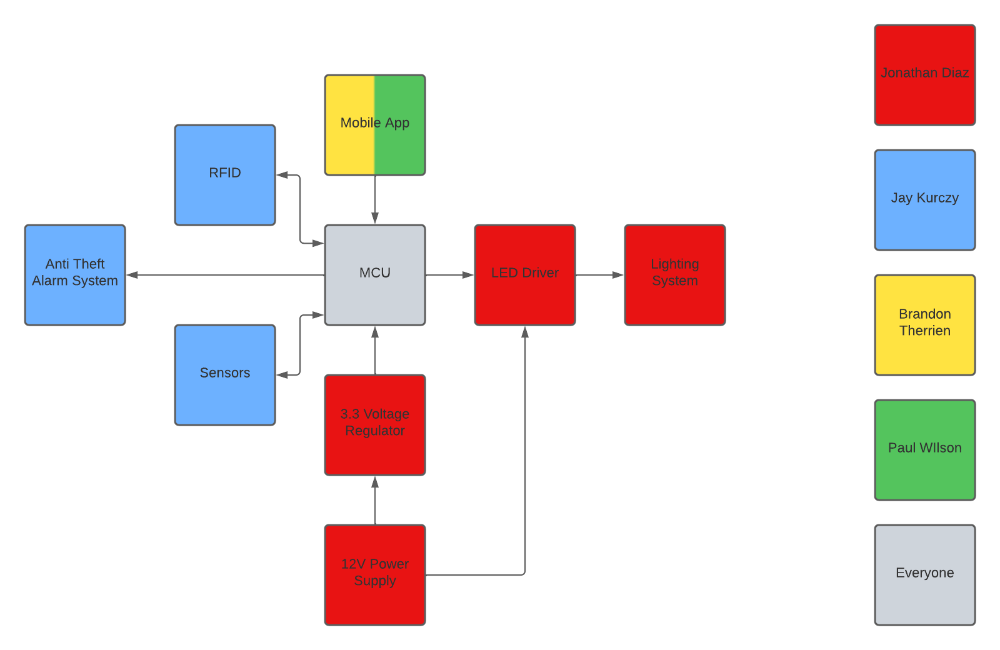 Mobile App
RFID
Anti Theft
Alarm System
MCU
LED Driver
Lighting
System
Sensors
3.3 Voltage
Regulator
12V Power
Supply
Jonathan Diaz
Jay Kurczy
Brandon
Therrien
Paul WIlson
Everyone